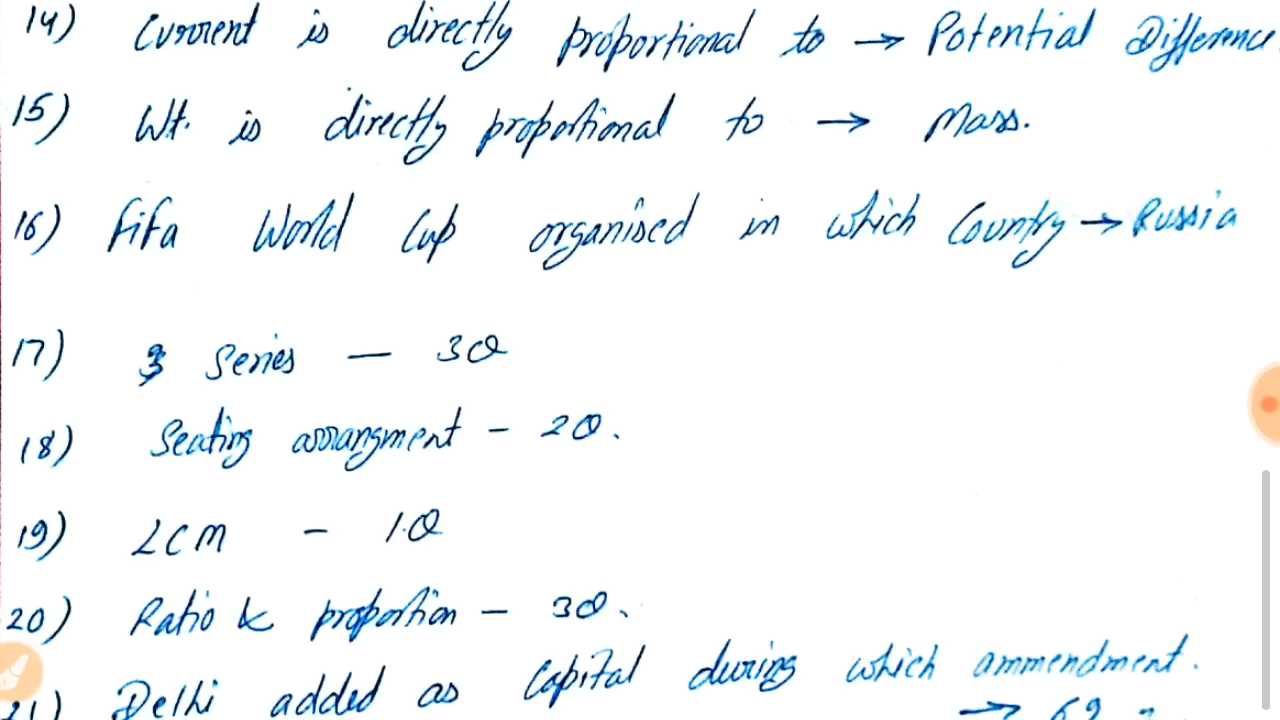 14) Current is directly proportional to → Potential Difference.
15) Wt. is directly proportional to → Mass.
16) Fifa World Cup organised in which Country → Russia
17) 3 Series — 3Q
18) Seating arrangment - 2Q.
19) LCM - 1.Q
20) Ratio & proportion - 3Q.
21) Delhi added as Capital during which ammendment.
→ 69